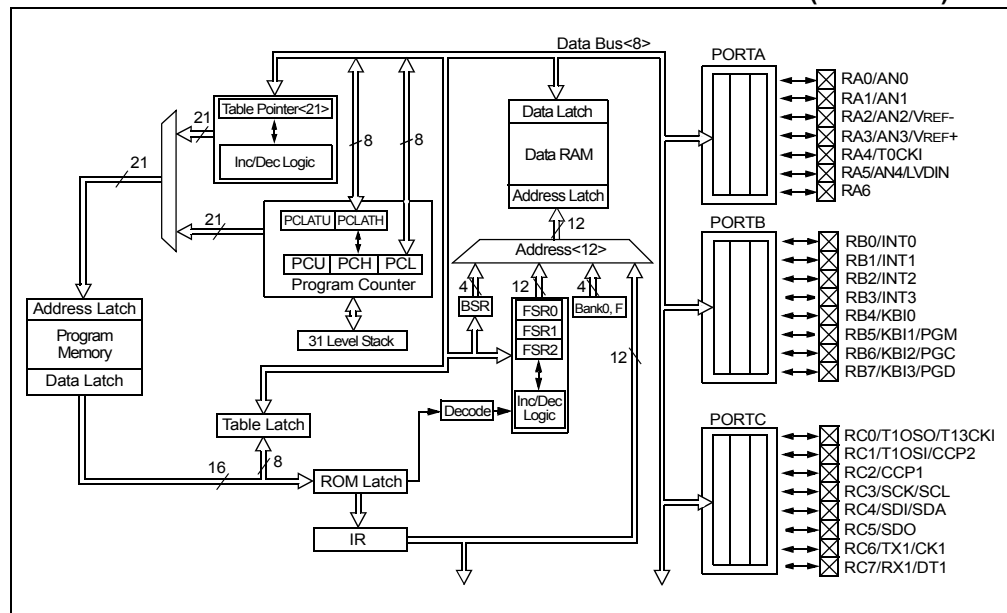 Data Bus<8>
PORTA
RA0/AN0
RA1/AN1
RA2/AN2/VREF-
RA3/AN3/VREF+
RA4/T0CKI
RA5/AN4/LVDIN
RA6
Table Pointer<21>
Inc/Dec Logic
21
21
8
8
Data Latch
Data RAM
Address Latch
12
Address<12>
21
PCLATU PCLATH
PCU PCH PCL
Program Counter
31 Level Stack
4
12
4
BSR
FSR0
FSR1
FSR2
Bank0, F
12
Inc/Dec
Logic
Decode
PORTB
RB0/INT0
RB1/INT1
RB2/INT2
RB3/INT3
RB4/KBI0
RB5/KBI1/PGM
RB6/KBI2/PGC
RB7/KBI3/PGD
Address Latch
Program
Memory
Data Latch
Table Latch
16
8
ROM Latch
IR
PORTC
RC0/T1OSO/T13CKI
RC1/T1OSI/CCP2
RC2/CCP1
RC3/SCK/SCL
RC4/SDI/SDA
RC5/SDO
RC6/TX1/CK1
RC7/RX1/DT1